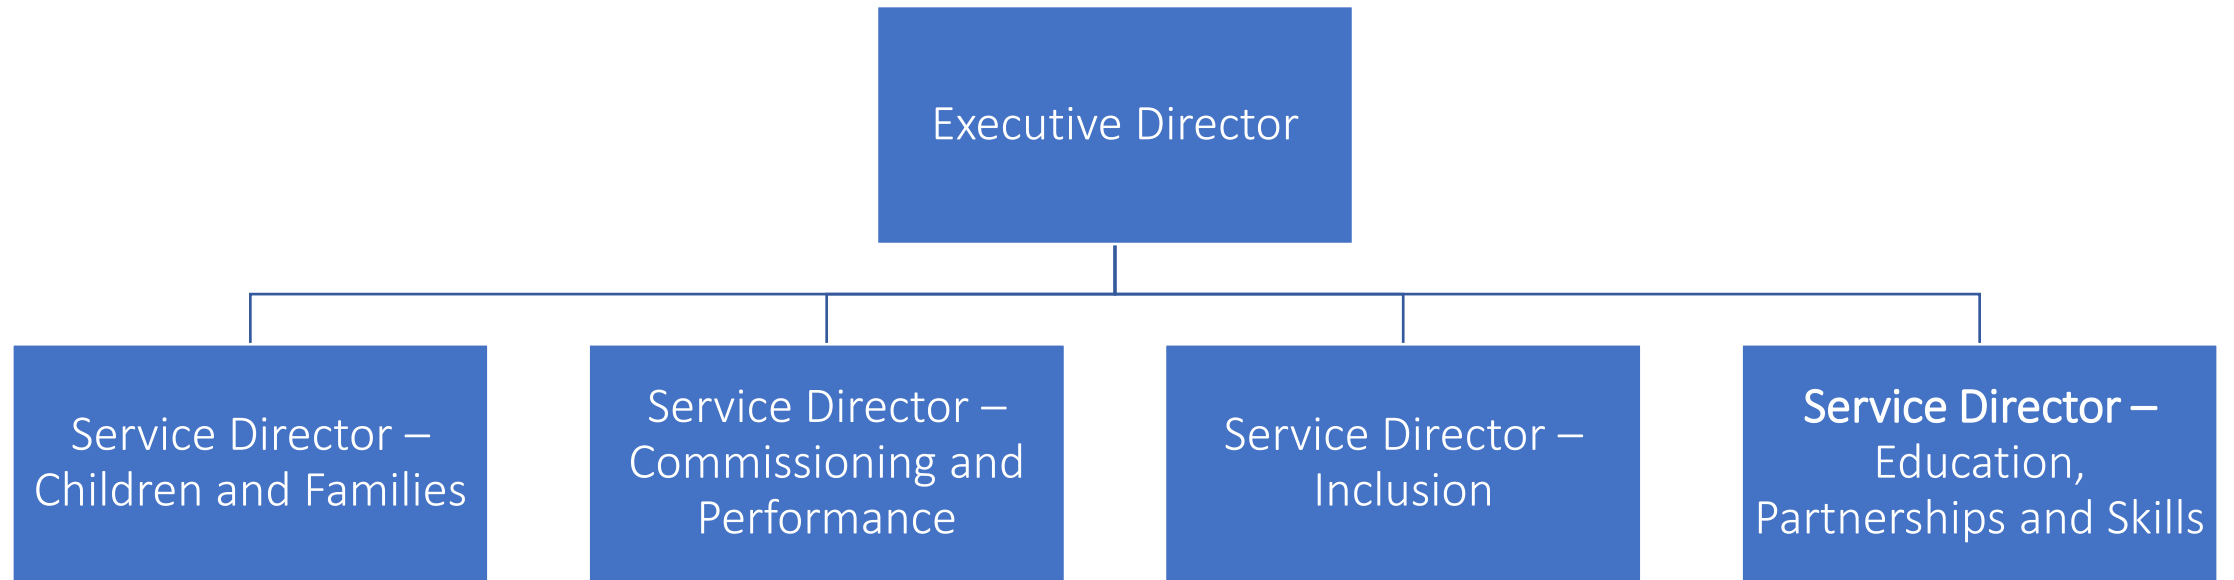 Executive Director
Service Director –
Children and Families
Service Director –
Commissioning and
Performance
Service Director –
Inclusion
Service Director –
Education,
Partnerships and Skills